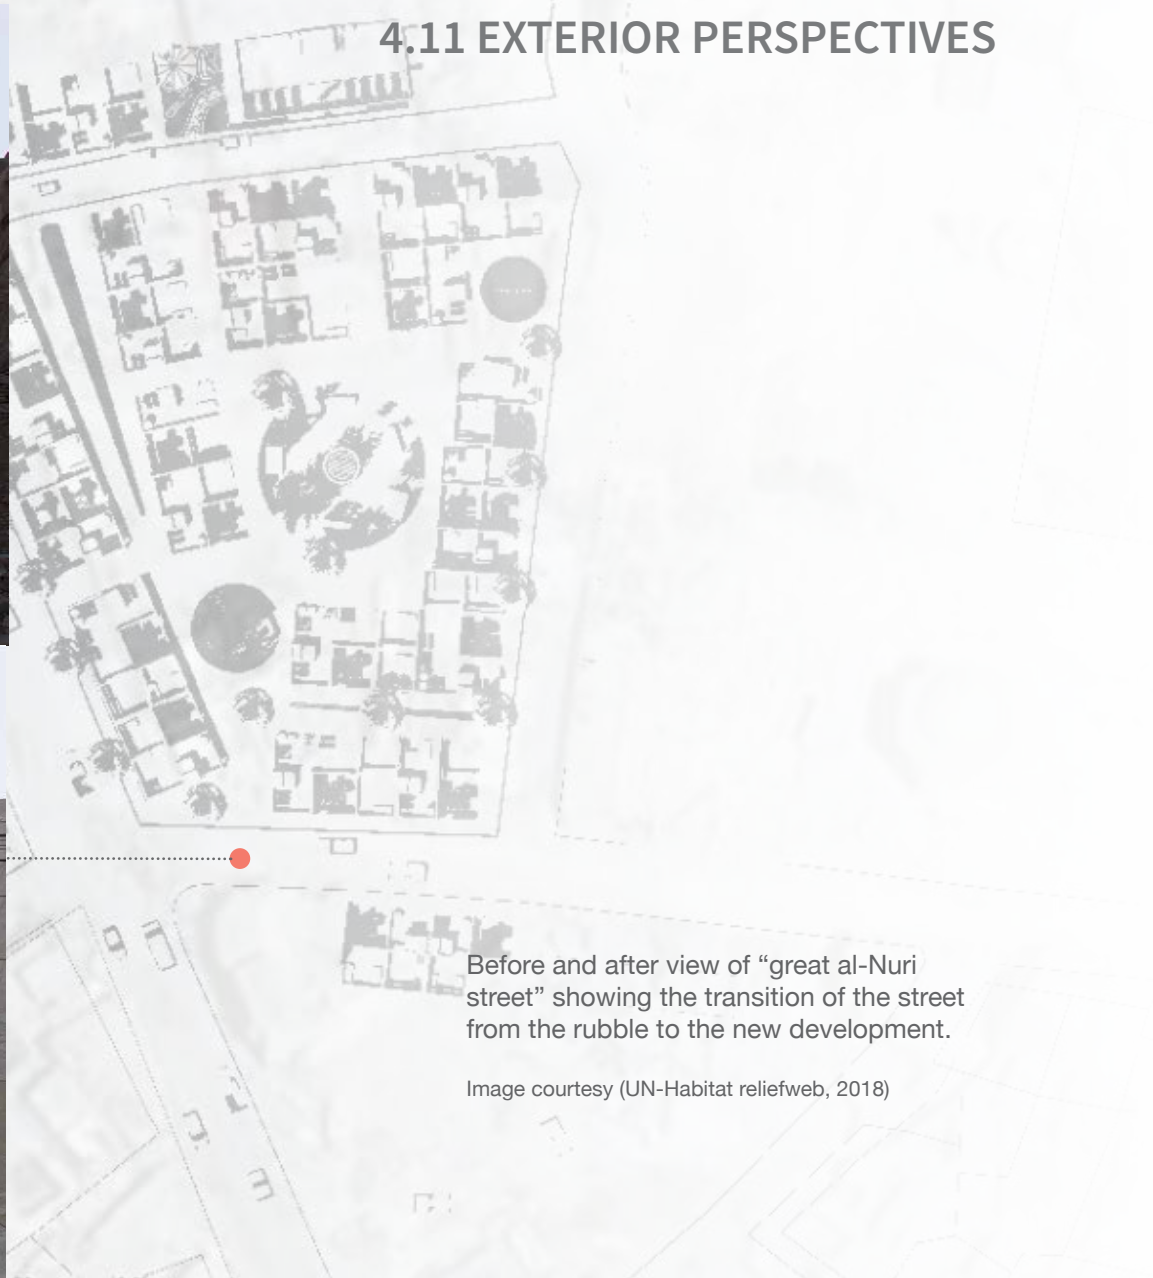 4.11 EXTERIOR PERSPECTIVES
Before and after view of “great al-Nuri
street” showing the transition of the street
from the rubble to the new development.
Image courtesy (UN-Habitat reliefweb, 2018)